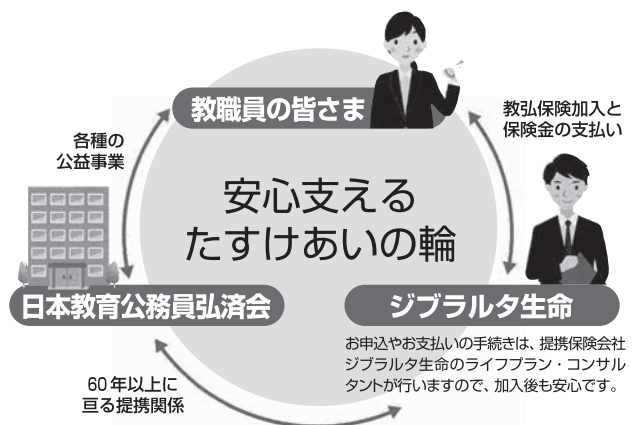 教職員の皆さま
教弘保険加入と
保険金の支払い
各種の
公益事業
安心支える
たすけあいの輪
日本教育公務員弘済会
ジブラルタ生命
お申込やお支払いの手続きは、提携保険会社
ジブラルタ生命のライフプラン・コンサル
タントが行いますので、加入後も安心です。
60年以上に
亘る提携関係